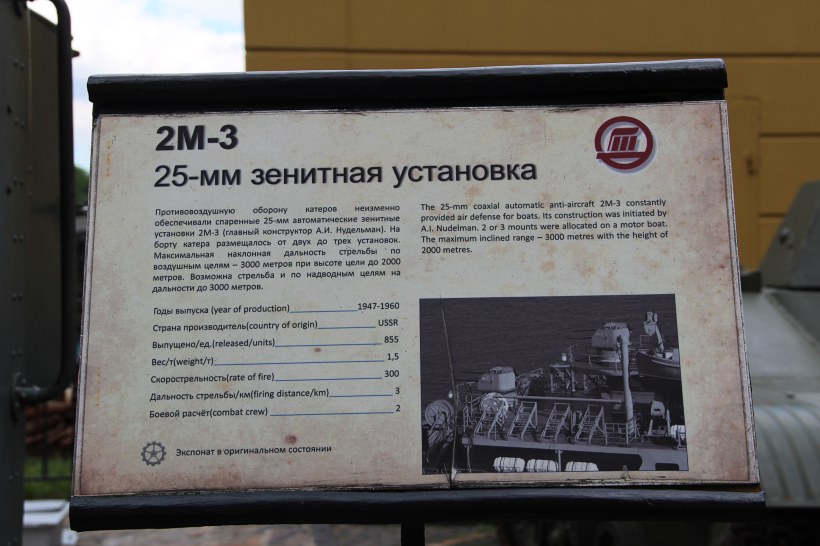 2М-3
25-мм зенитная установка
Противовоздушную оборону катеров неизменно
обеспечивали спаренные 25-мм автоматические зенитные
установки 2М-3 (главный конструктор А.И. Нудельман). На
борту катера размещалось от двух до трех установок.
Максимальная наклонная дальность стрельбы по
воздушным целям – 3000 метров при высоте цели до 2000
метров. Возможна стрельба и по надводным целям на
дальности до 3000 метров.
The 25-mm coaxial automatic anti-aircraft 2M-3 constantly
provided air defense for boats. Its construction was initiated by
A.I. Nudelman. 2 or 3 mounts were allocated on a motor boat.
The maximum inclined range – 3000 metres with the height of
2000 metres.
Годы выпуска (year of production) 1947-1960
Страна производитель(country of origin) USSR
Выпущено/ед.(released/units) 855
Вес/т(weight/т) 1,5
Скорострельность(rate of fire) 300
Дальность стрельбы/км(firing distance/km) 3
Боевой расчёт(combat crew) 2
Экспонат в оригинальном состоянии